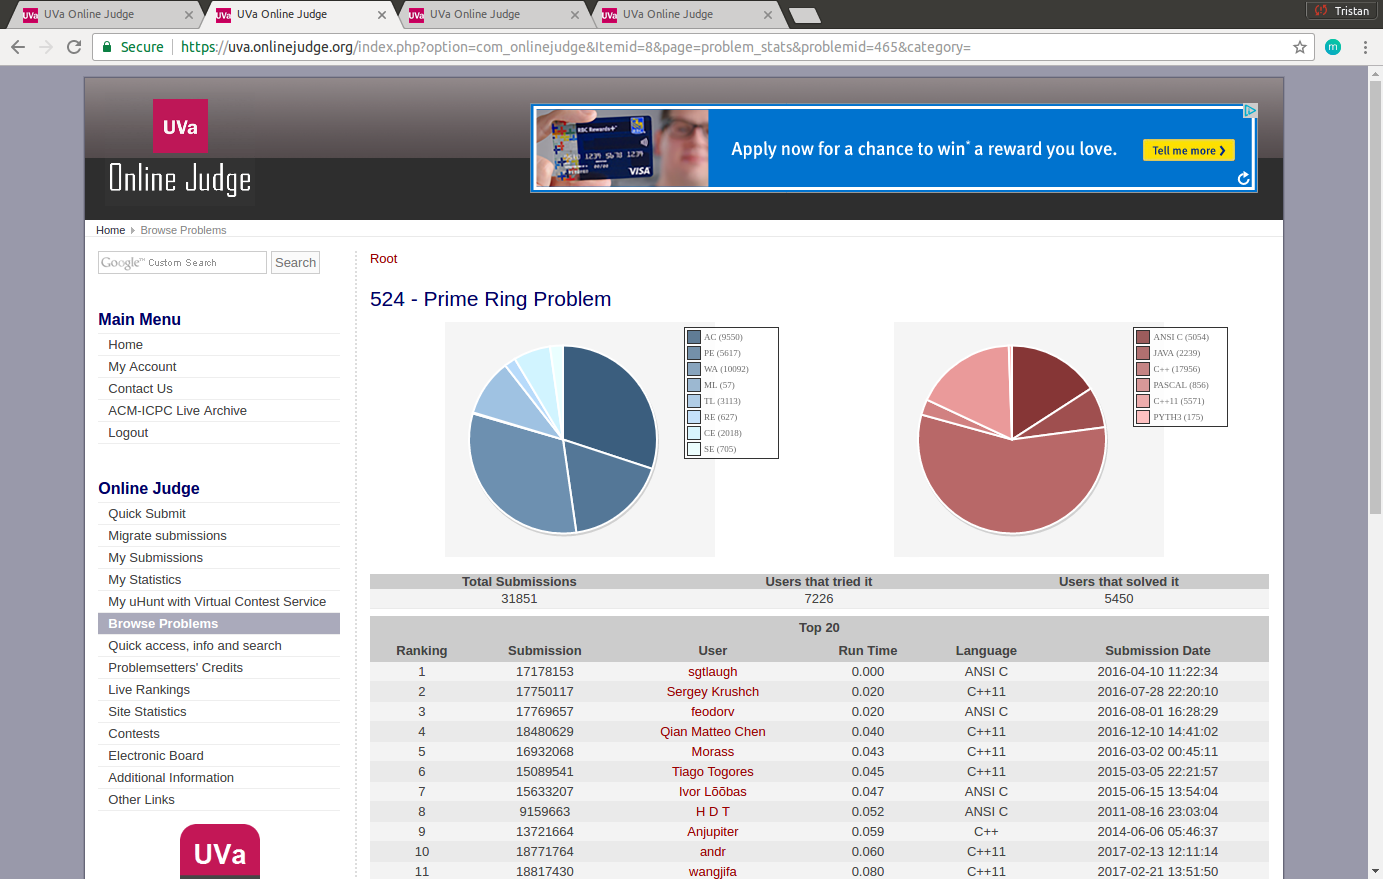 UVa Online Judge
UVa Online Judge
UVa Online Judge
UVa Online Judge
Tristan
Secure
https://uva.onlinejudge.org/index.php?option=com_onlinejudge&Itemid=8&page=problem_stats&problemid=465&category=
m
UVa
Online Judge
RBC Rewards+
RBC
VISA
Apply now for a chance to win* a reward you love.
Tell me more
Home Browse Problems
Google™ Custom Search
Search
Main Menu
Home
My Account
Contact Us
ACM-ICPC Live Archive
Logout
Online Judge
Quick Submit
Migrate submissions
My Submissions
My Statistics
My uHunt with Virtual Contest Service
Browse Problems
Quick access, info and search
Problemsetters' Credits
Live Rankings
Site Statistics
Contests
Electronic Board
Additional Information
Other Links
UVa
Root
524 - Prime Ring Problem
AC (9550)
PE (5617)
WA (10092)
ML (57)
TL (3113)
RE (627)
CE (2018)
SE (705)
ANSI C (5054)
JAVA (2239)
C++ (17956)
PASCAL (856)
C++11 (5571)
PYTH3 (175)
Total Submissions Users that tried it Users that solved it
31851 7226 5450
Top 20
Ranking Submission User Run Time Language Submission Date
1 17178153 sgtlaugh 0.000 ANSI C 2016-04-10 11:22:34
2 17750117 Sergey Krushch 0.020 C++11 2016-07-28 22:20:10
3 17769657 feodorv 0.020 ANSI C 2016-08-01 16:28:29
4 18480629 Qian Matteo Chen 0.040 C++11 2016-12-10 14:41:02
5 16932068 Morass 0.043 C++11 2016-03-02 00:45:11
6 15089541 Tiago Togores 0.045 C++11 2015-03-05 22:21:57
7 15633207 Ivor Lõõbas 0.047 ANSI C 2015-06-15 13:54:04
8 9159663 H D T 0.052 ANSI C 2011-08-16 23:03:04
9 13721664 Anjupiter 0.059 C++ 2014-06-06 05:46:37
10 18771764 andr 0.060 C++11 2017-02-13 12:11:14
11 18817430 wangjifa 0.080 C++11 2017-02-21 13:51:50